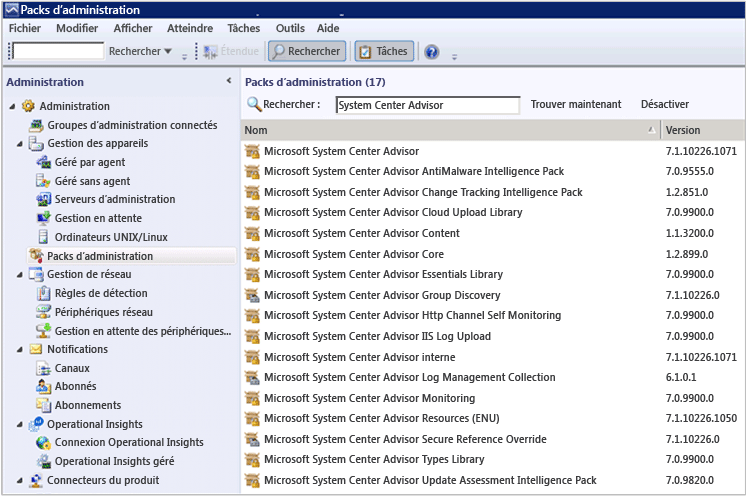 Packs d'administration
Fichier Modifier Afficher Atteindre Tâches Outils Aide
Rechercher Étendue Rechercher Tâches
Administration
Administration
Groupes d'administration connectés
Gestion des appareils
Géré par agent
Géré sans agent
Serveurs d'administration
Gestion en attente
Ordinateurs UNIX/Linux
Packs d'administration
Gestion de réseau
Règles de détection
Périphériques réseau
Gestion en attente des périphériques...
Notifications
Canaux
Abonnés
Abonnements
Operational Insights
Connexion Operational Insights
Operational Insights géré
Connecteurs du produit
Packs d'administration (17)
Rechercher : System Center Advisor Trouver maintenant Désactiver
Nom Version
Microsoft System Center Advisor 7.1.10226.1071
Microsoft System Center Advisor AntiMalware Intelligence Pack 7.0.9555.0
Microsoft System Center Advisor Change Tracking Intelligence Pack 1.2.851.0
Microsoft System Center Advisor Cloud Upload Library 7.0.9900.0
Microsoft System Center Advisor Content 1.1.3200.0
Microsoft System Center Advisor Core 1.2.899.0
Microsoft System Center Advisor Essentials Library 7.0.9900.0
Microsoft System Center Advisor Group Discovery 7.1.10226.0
Microsoft System Center Advisor Http Channel Self Monitoring 7.0.9900.0
Microsoft System Center Advisor IIS Log Upload 7.0.9900.0
Microsoft System Center Advisor interne 7.1.10226.1071
Microsoft System Center Advisor Log Management Collection 6.1.0.1
Microsoft System Center Advisor Monitoring 7.0.9900.0
Microsoft System Center Advisor Resources (ENU) 7.1.10226.1050
Microsoft System Center Advisor Secure Reference Override 7.1.10226.0
Microsoft System Center Advisor Types Library 7.0.9900.0
Microsoft System Center Advisor Update Assessment Intelligence Pack 7.0.9820.0